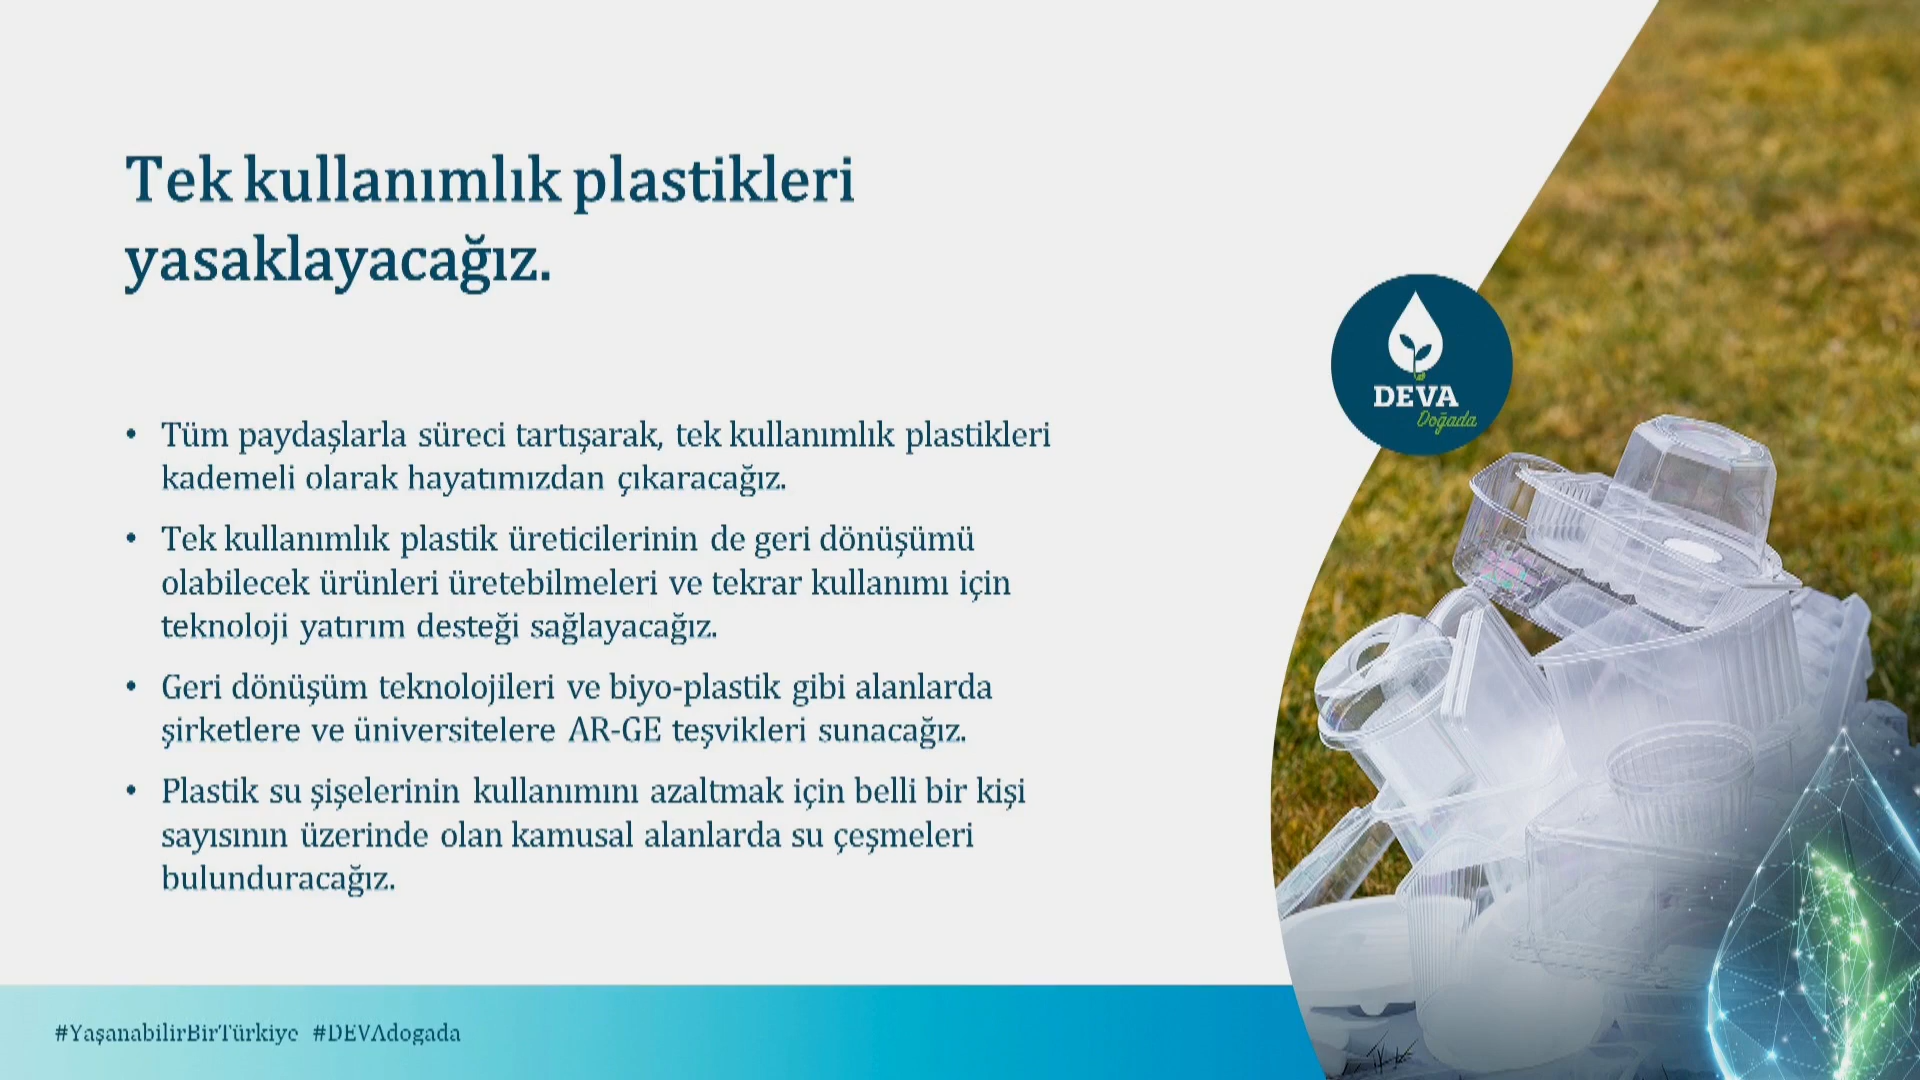 Tek kullanımlık plastikleri
yasaklayacağız.
• Tüm paydaşlarla süreci tartışarak, tek kullanımlık plastikleri
kademeli olarak hayatımızdan çıkaracağız.
• Tek kullanımlık plastik üreticilerinin de geri dönüşümü
olabilecek ürünleri üretebilmeleri ve tekrar kullanımı için
teknoloji yatırım desteği sağlayacağız.
• Geri dönüşüm teknolojileri ve biyo-plastik gibi alanlarda
şirketlere ve üniversitelere AR-GE teşvikleri sunacağız.
• Plastik su şişelerinin kullanımını azaltmak için belli bir kişi
sayısının üzerinde olan kamusal alanlarda su çeşmeleri
bulunduracağız.
DEVA
Doğada
#YaşanabilirBirTürkiye #DEVAdogada